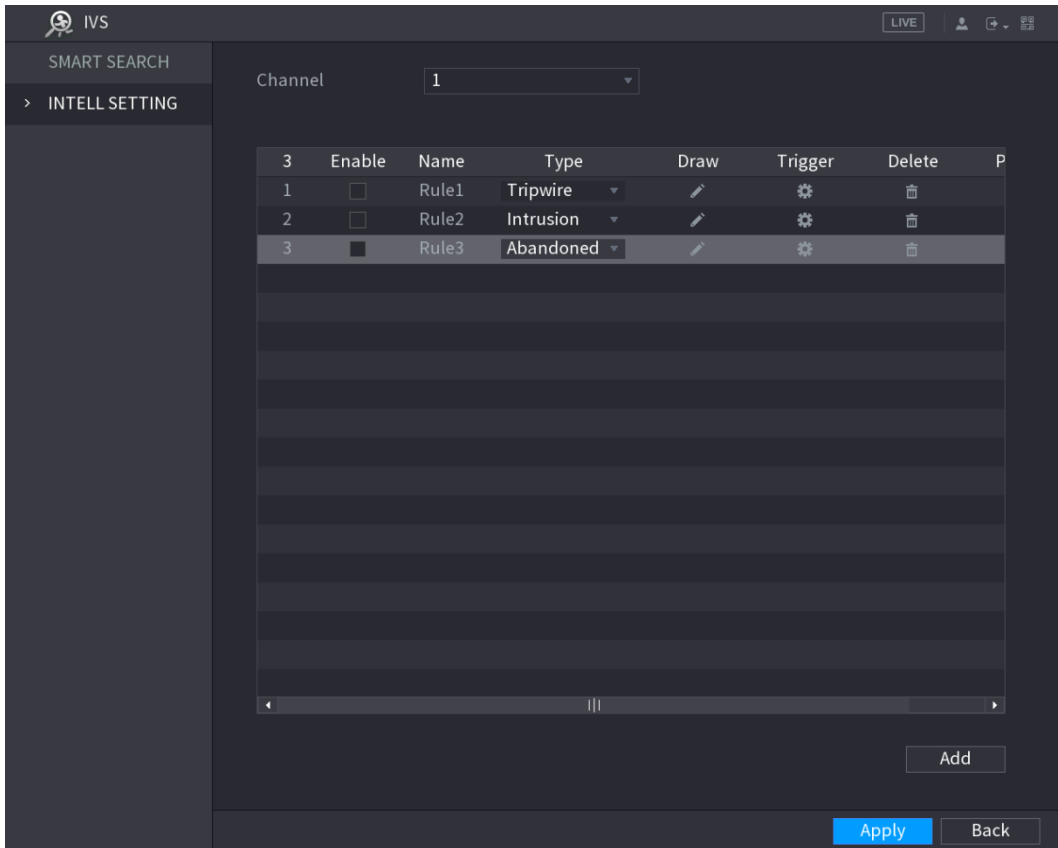 IVS
LIVE
SMART SEARCH
INTELL SETTING
Channel 1
3 Enable Name Type Draw Trigger Delete P
1 Rule1 Tripwire
2 Rule2 Intrusion
3 Rule3 Abandoned
Add
Apply Back